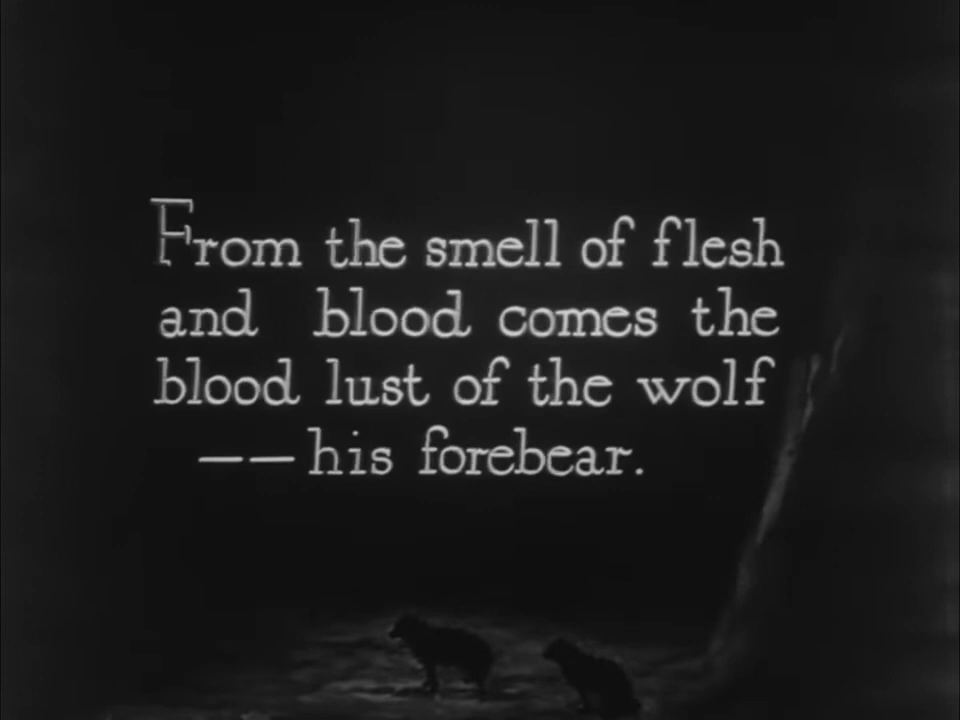 From the smell of flesh
and blood comes the
blood lust of the wolf
—— his forebear.